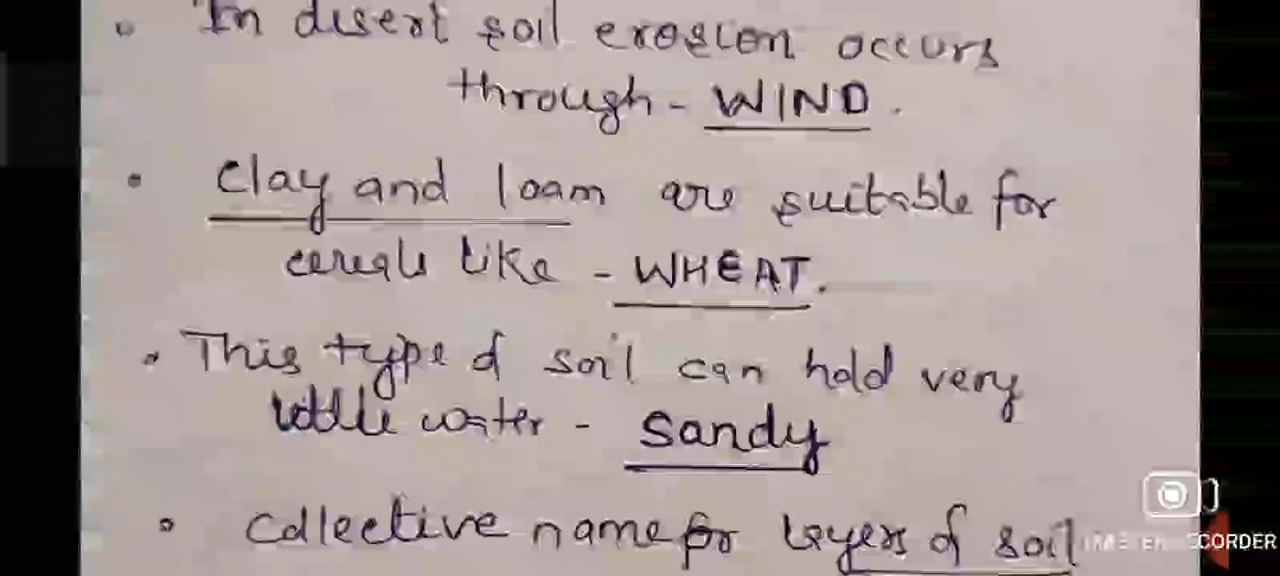 In desert soil erosion occurs
through - WIND.
Clay and loam are suitable for
cereals like - WHEAT.
This type of soil can hold very
little water - Sandy
Collective name for layers of soil
RECORDER